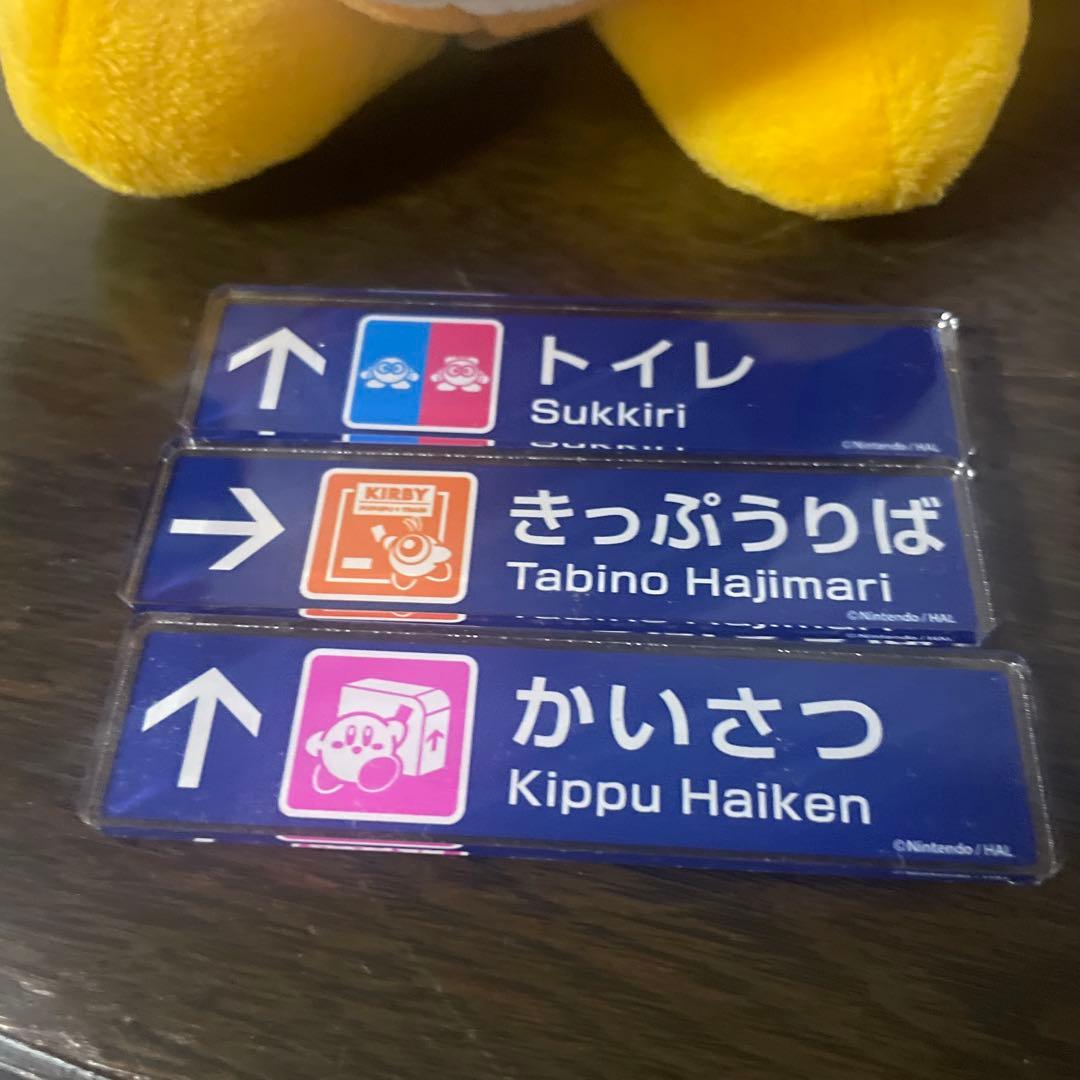 トイレ
Sukkiri
©Nintendo / HAL
KIRBY
きっぷうりば
Tabino Hajimari
©Nintendo / HAL
かいさつ
Kippu Haiken
©Nintendo / HAL